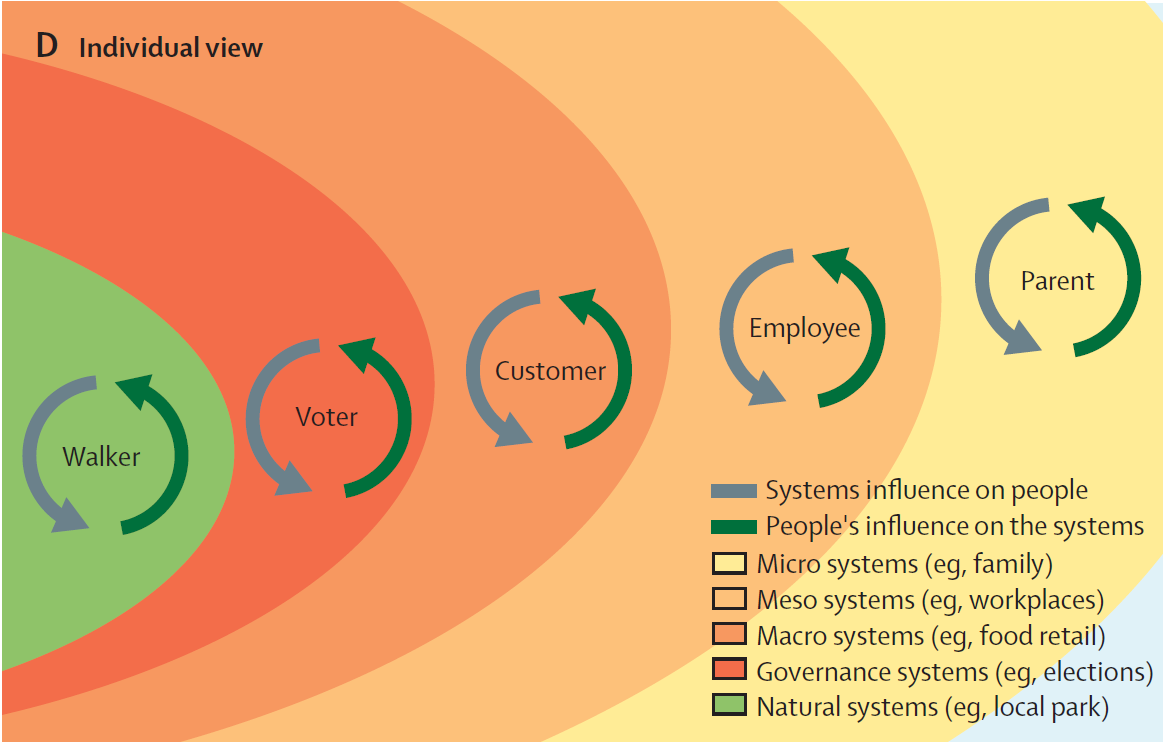 D Individual view
Parent
Employee
Customer
Voter
Walker
Systems influence on people
People's influence on the systems
Micro systems (eg, family)
Meso systems (eg, workplaces)
Macro systems (eg, food retail)
Governance systems (eg, elections)
Natural systems (eg, local park)